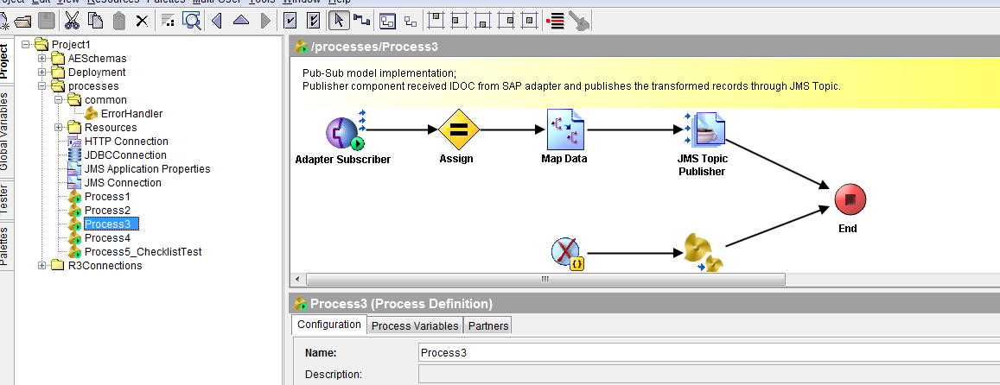 Project Edit View Resources Palettes Multi-User Tools Window Help
Project
Global Variables
Tester
Palettes
Project1
AESchemas
Deployment
processes
common
ErrorHandler
Resources
HTTP Connection
JDBCConnection
JMS Application Properties
JMS Connection
Process1
Process2
Process3
Process4
Process5_ChecklistTest
R3Connections
/processes/Process3
Pub-Sub model implementation;
Publisher component received IDOC from SAP adapter and publishes the transformed records through JMS Topic.
Adapter Subscriber
Assign
Map Data
JMS Topic
Publisher
End
Process3 (Process Definition)
Configuration Process Variables Partners
Name: Process3
Description: